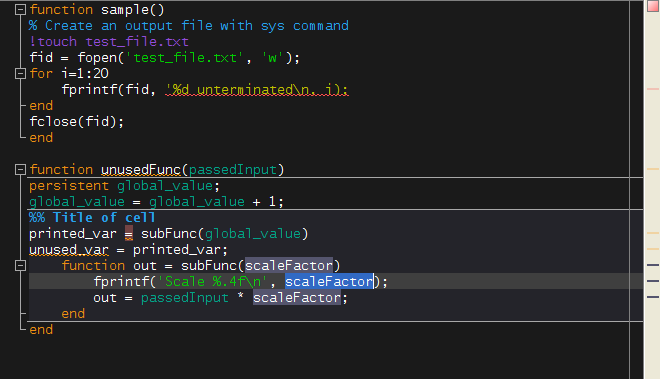 function sample()
% Create an output file with sys command
!touch test_file.txt
fid = fopen('test_file.txt', 'w');
for i=1:20
    fprintf(fid, '%d unterminated\n, i);
end
fclose(fid);
end

function unusedFunc(passedInput)
persistent global_value;
global_value = global_value + 1;
%% Title of cell
printed_var = subFunc(global_value)
unused_var = printed_var;
    function out = subFunc(scaleFactor)
        fprintf('Scale %.4f\n', scaleFactor);
        out = passedInput * scaleFactor;
    end
end